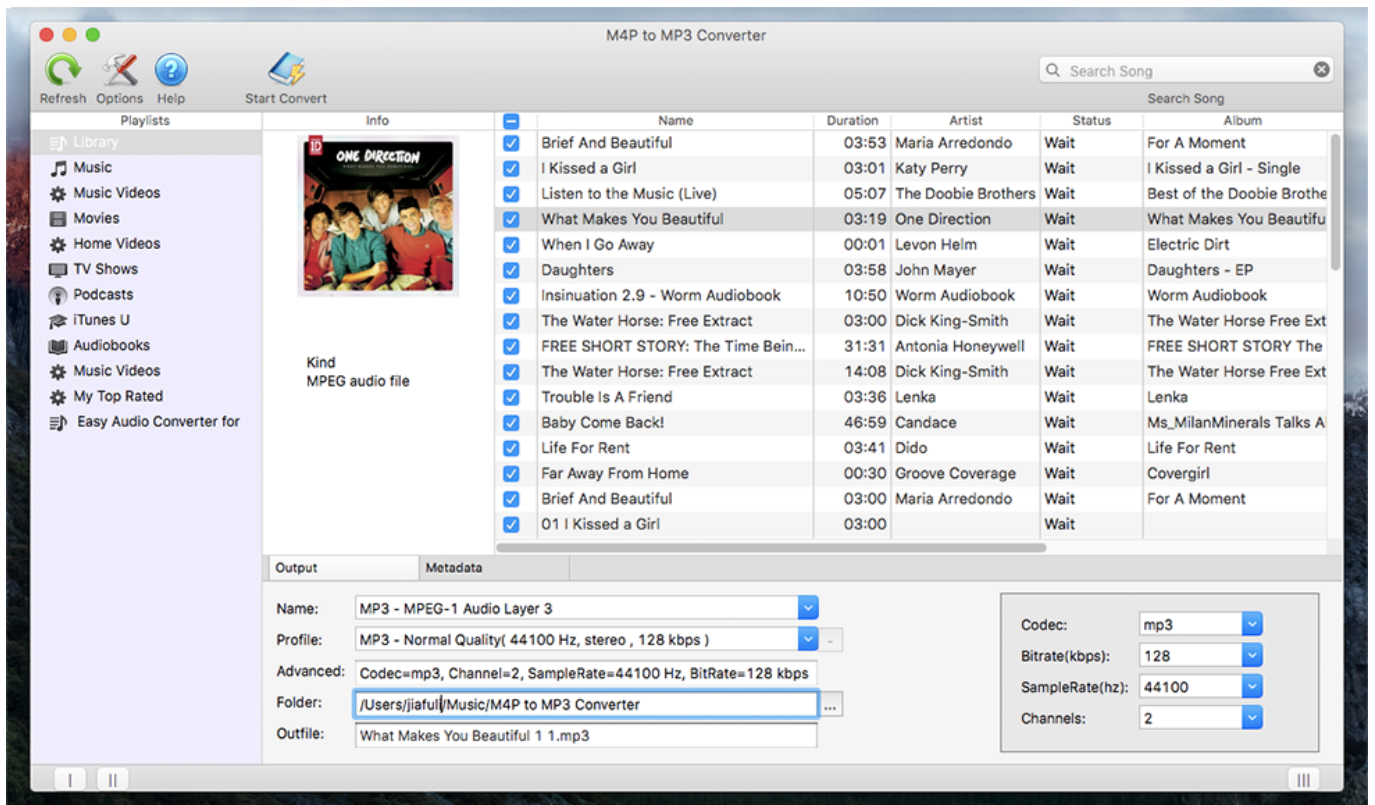 M4P to MP3 Converter
Refresh Options Help Start Convert
Search Song
Search Song
Playlists Info Name Duration Artist Status Album
Library
Music
Music Videos
Movies
Home Videos
TV Shows
Podcasts
iTunes U
Audiobooks
Music Videos
My Top Rated
Easy Audio Converter for
1D
ONE DIRECTION
Kind
MPEG audio file
Brief And Beautiful 03:53 Maria Arredondo Wait For A Moment
I Kissed a Girl 03:01 Katy Perry Wait I Kissed a Girl - Single
Listen to the Music (Live) 05:07 The Doobie Brothers Wait Best of the Doobie Brothe
What Makes You Beautiful 03:19 One Direction Wait What Makes You Beautifu
When I Go Away 00:01 Levon Helm Wait Electric Dirt
Daughters 03:58 John Mayer Wait Daughters - EP
Insinuation 2.9 - Worm Audiobook 10:50 Worm Audiobook Wait Worm Audiobook
The Water Horse: Free Extract 03:00 Dick King-Smith Wait The Water Horse Free Ext
FREE SHORT STORY: The Time Bein... 31:31 Antonia Honeywell Wait FREE SHORT STORY The
The Water Horse: Free Extract 14:08 Dick King-Smith Wait The Water Horse Free Ext
Trouble Is A Friend 03:36 Lenka Wait Lenka
Baby Come Back! 46:59 Candace Wait Ms_MilanMinerals Talks A
Life For Rent 03:41 Dido Wait Life For Rent
Far Away From Home 00:30 Groove Coverage Wait Covergirl
Brief And Beautiful 03:00 Maria Arredondo Wait For A Moment
01 I Kissed a Girl 03:00 Wait
Output Metadata
Name: MP3 - MPEG-1 Audio Layer 3
Profile: MP3 - Normal Quality( 44100 Hz, stereo , 128 kbps ) -
Advanced: Codec=mp3, Channel=2, SampleRate=44100 Hz, BitRate=128 kbps
Folder: /Users/jiafuli/Music/M4P to MP3 Converter ...
Outfile: What Makes You Beautiful 1 1.mp3
Codec: mp3
Bitrate(kbps): 128
SampleRate(hz): 44100
Channels: 2